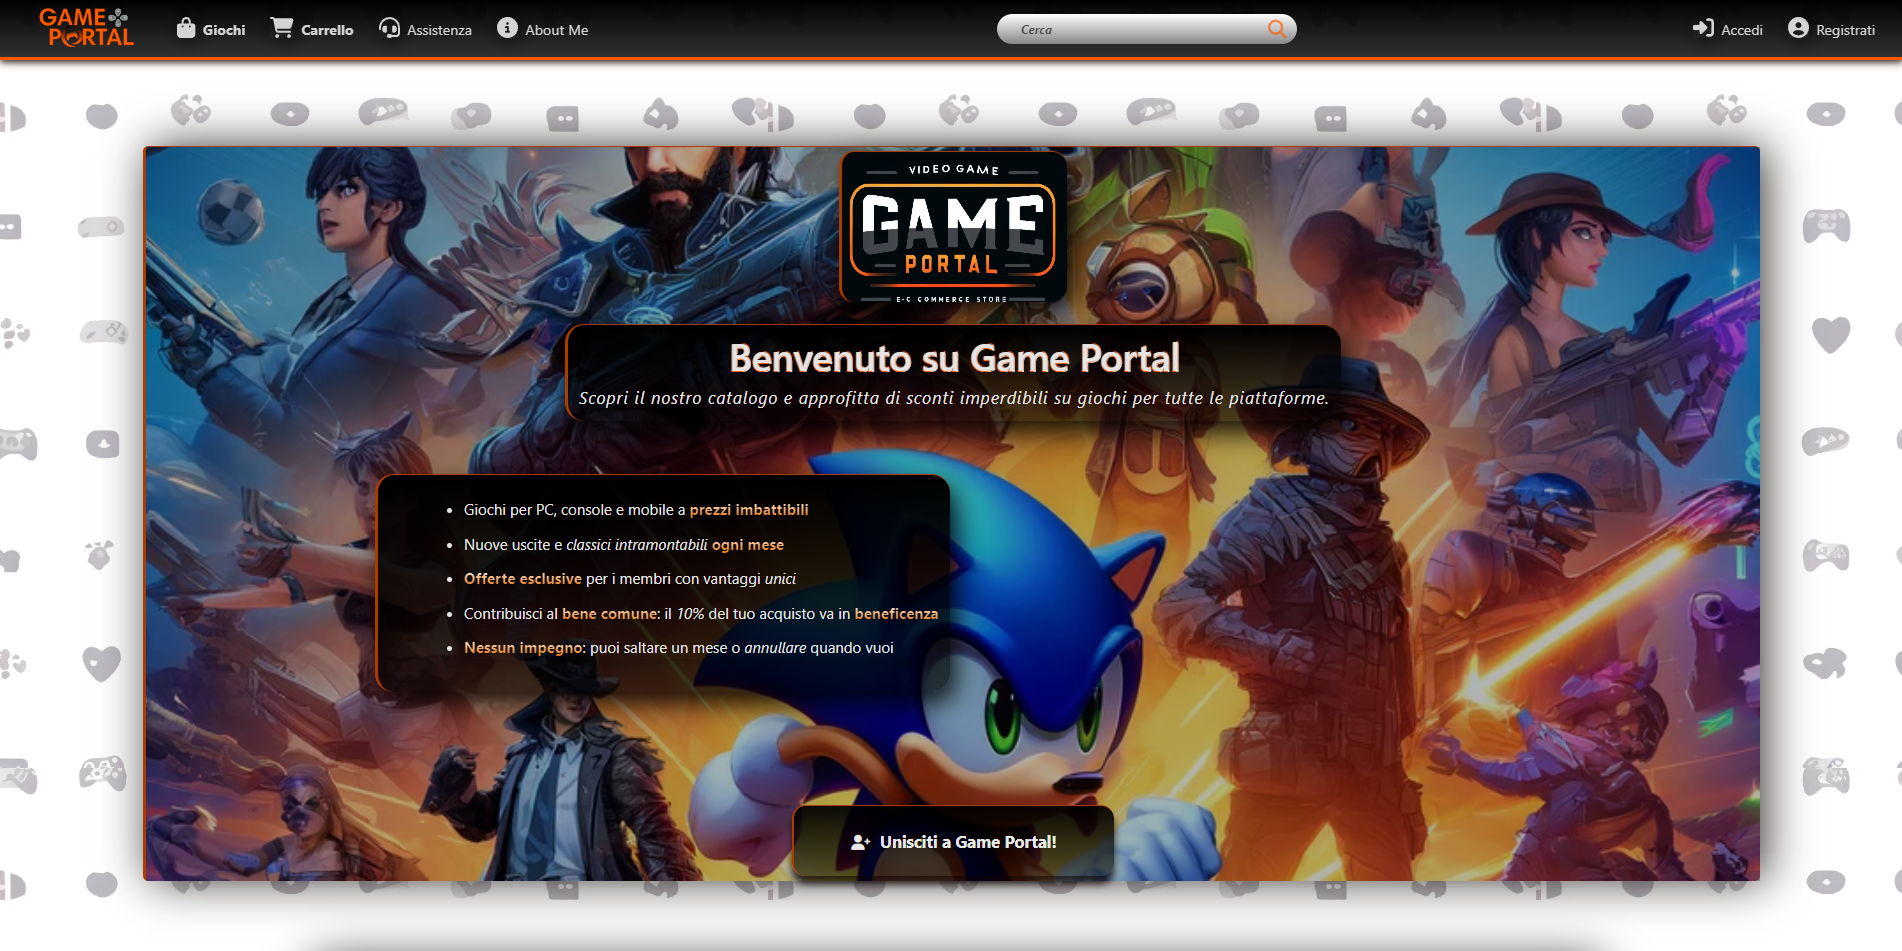 GAME
PORTAL
Giochi
Carrello
Assistenza
About Me
Cerca
Accedi
Registrati
VIDEO GAME
GAME
PORTAL
E-C COMMERCE STORE
Benvenuto su Game Portal
Scopri il nostro catalogo e approfitta di sconti imperdibili su giochi per tutte le piattaforme.
• Giochi per PC, console e mobile a prezzi imbattibili
• Nuove uscite e classici intramontabili ogni mese
• Offerte esclusive per i membri con vantaggi unici
• Contribuisci al bene comune: il 10% del tuo acquisto va in beneficenza
• Nessun impegno: puoi saltare un mese o annullare quando vuoi
Unisciti a Game Portal!